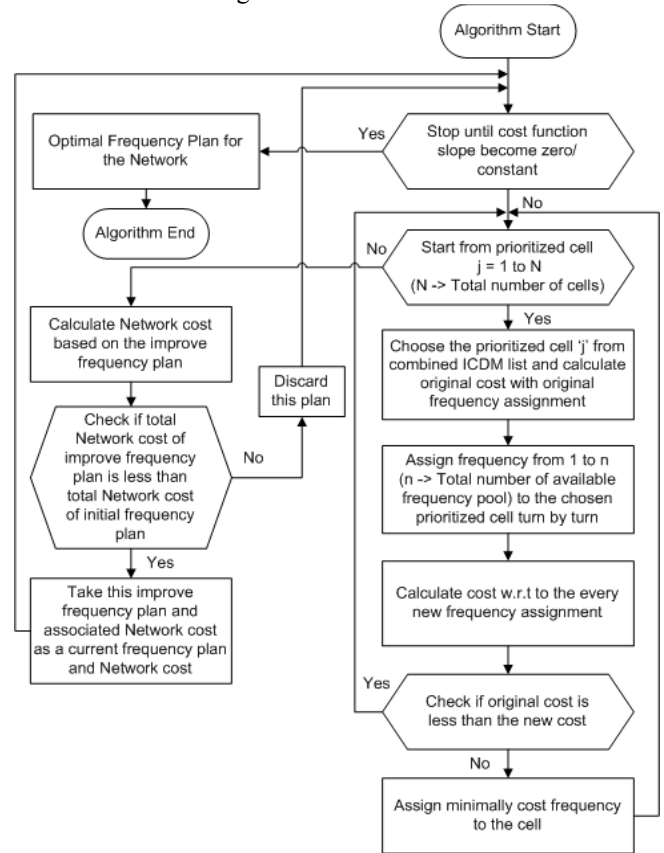 Algorithm Start
Stop until cost function
slope become zero/
constant
Yes
Optimal Frequency Plan for
the Network
Algorithm End
No
Start from prioritized cell
j = 1 to N
(N -> Total number of cells)
No
Yes
Calculate Network cost
based on the improve
frequency plan
Discard
this plan
Choose the prioritized cell 'j' from
combined ICDM list and calculate
original cost with original
frequency assignment
Check if total
Network cost of
improve frequency
plan is less than
total Network cost
of initial frequency
plan
No
Yes
Assign frequency from 1 to n
(n -> Total number of available
frequency pool) to the chosen
prioritized cell turn by turn
Take this improve
frequency plan and
associated Network cost
as a current frequency plan
and Network cost
Calculate cost w.r.t to the every
new frequency assignment
Yes
Check if original cost is
less than the new cost
No
Assign minimally cost frequency
to the cell